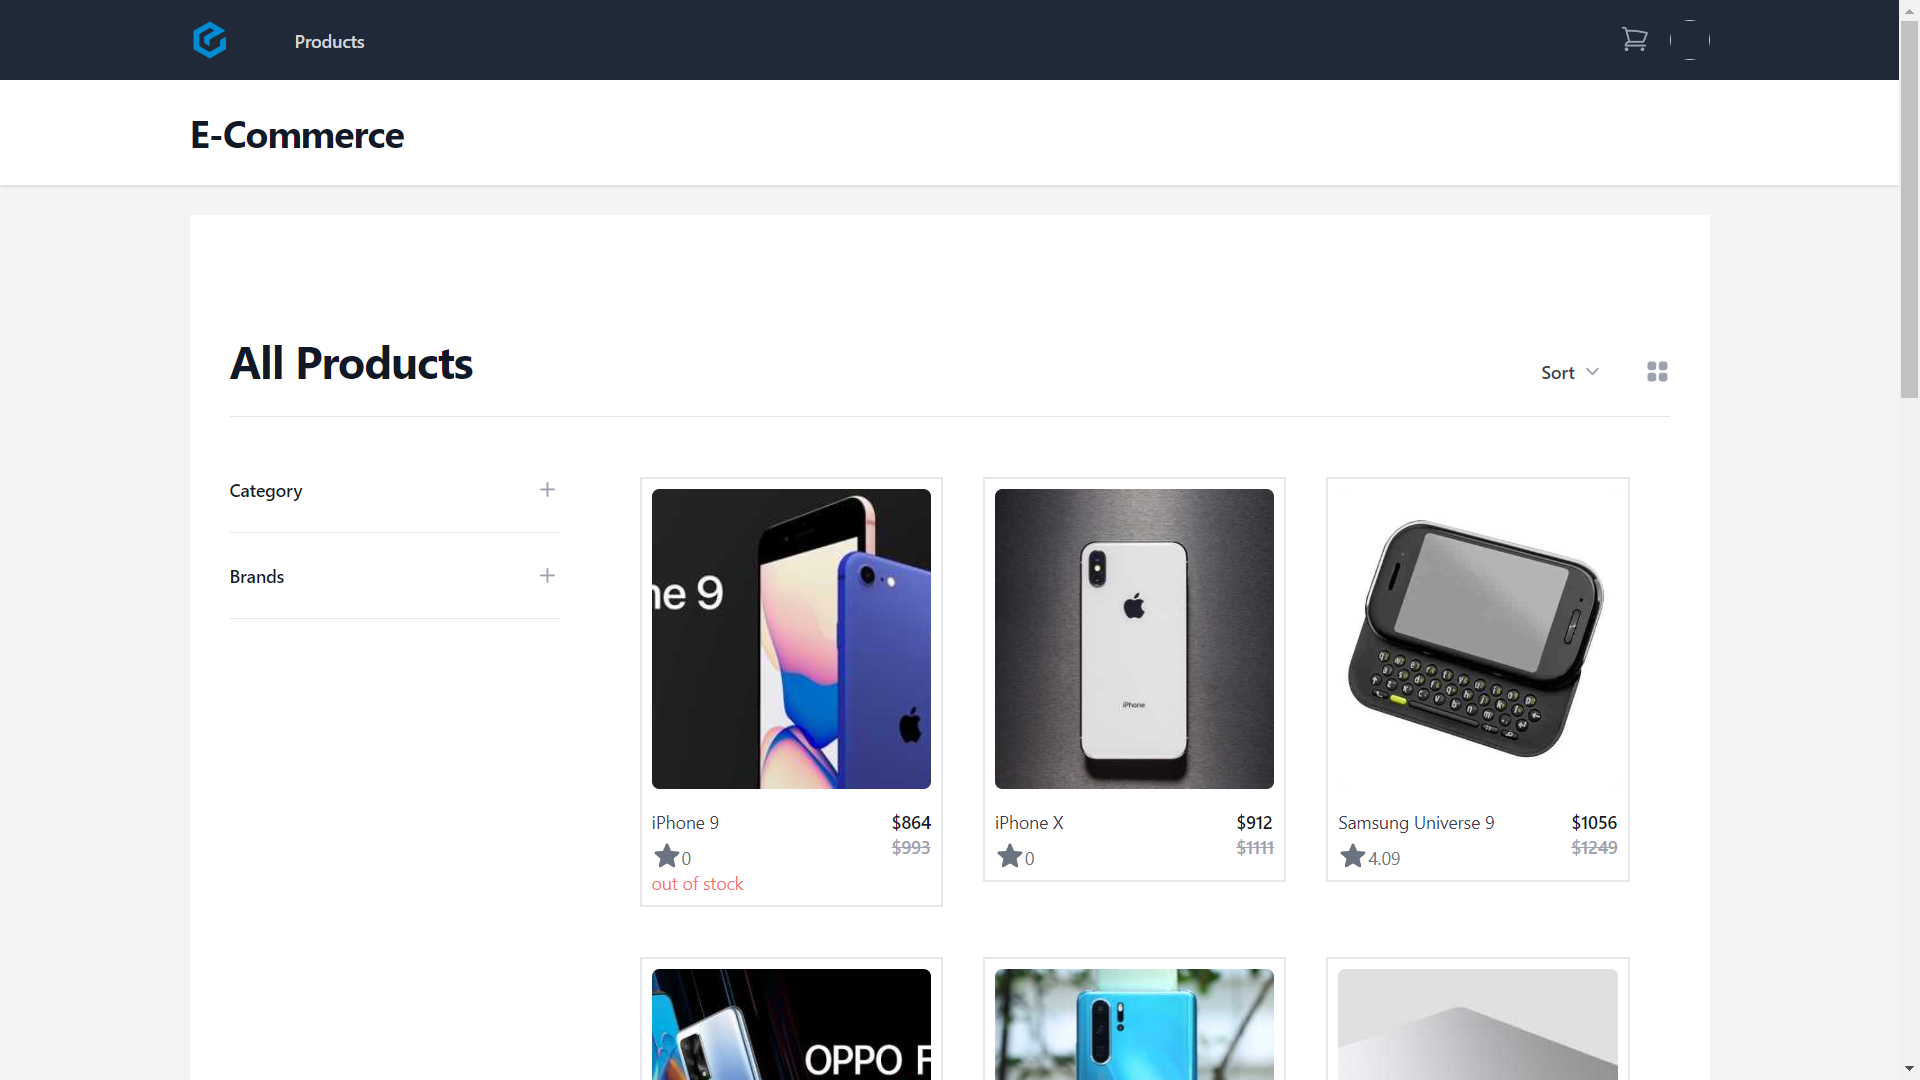 Products
E-Commerce
All Products
Sort
Category
Brands
ne 9
iPhone
iPhone 9
$864
0
$993
out of stock
iPhone X
$912
0
$1111
Samsung Universe 9
$1056
4.09
$1249
OPPO F